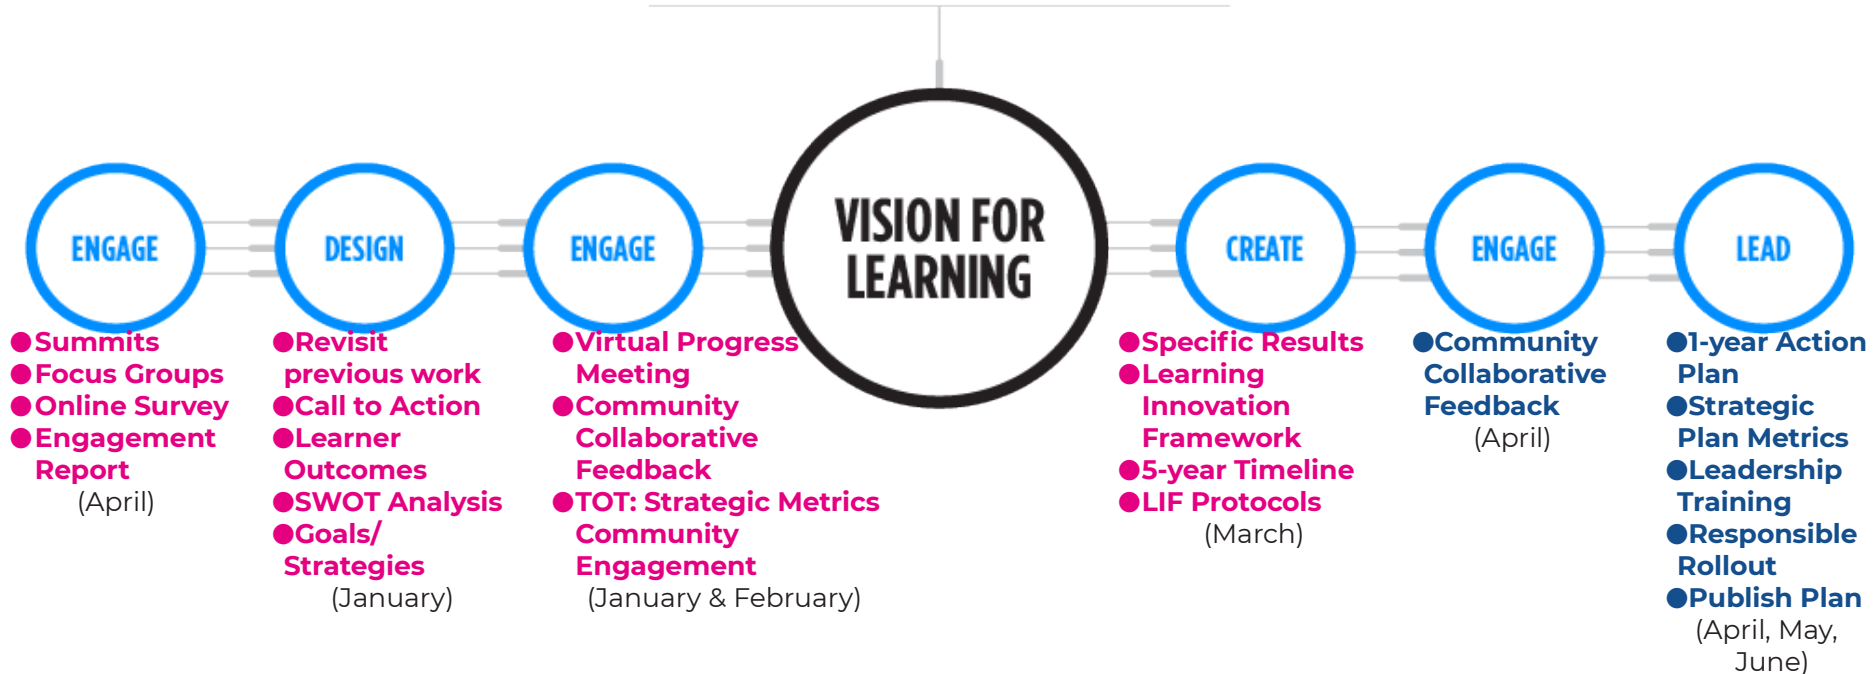 ENGAGE
DESIGN
ENGAGE
VISION FOR
LEARNING
CREATE
ENGAGE
LEAD
●Summits
●Focus Groups
●Online Survey
●Engagement
Report
(April)
●Revisit
previous work
●Call to Action
●Learner
Outcomes
●SWOT Analysis
●Goals/
Strategies
(January)
●Virtual Progress
Meeting
●Community
Collaborative
Feedback
●TOT: Strategic Metrics
Community
Engagement
(January & February)
●Specific Results
●Learning
Innovation
Framework
●5-year Timeline
●LIF Protocols
(March)
●Community
Collaborative
Feedback
(April)
●1-year Action
Plan
●Strategic
Plan Metrics
●Leadership
Training
●Responsible
Rollout
●Publish Plan
(April, May,
June)